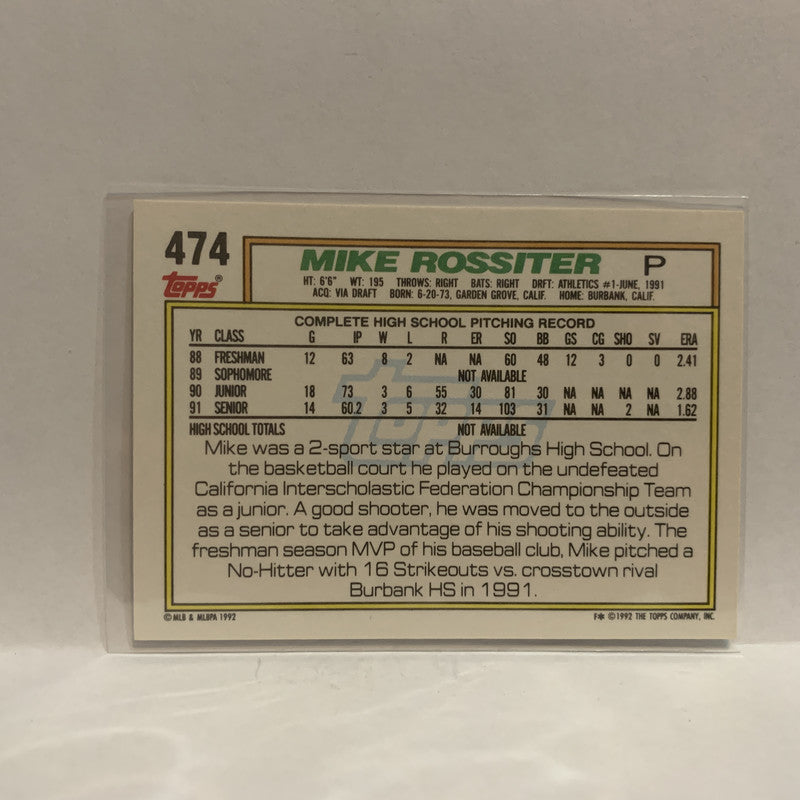 474
Topps®
MIKE ROSSITER P
HT: 6'6" WT: 195 THROWS: RIGHT BATS: RIGHT DRFT: ATHLETICS #1-JUNE, 1991
ACQ: VIA DRAFT BORN: 6-20-73, GARDEN GROVE, CALIF. HOME: BURBANK, CALIF.
COMPLETE HIGH SCHOOL PITCHING RECORD
YR CLASS G IP W L R ER SO BB GS CG SHO SV ERA
88 FRESHMAN 12 63 8 2 NA NA 60 48 12 3 0 0 2.41
89 SOPHOMORE NOT AVAILABLE
90 JUNIOR 18 73 3 6 55 30 81 30 NA NA NA NA 2.88
91 SENIOR 14 60.2 3 5 32 14 103 31 NA NA 2 NA 1.62
HIGH SCHOOL TOTALS NOT AVAILABLE
Topps
Mike was a 2-sport star at Burroughs High School. On
the basketball court he played on the undefeated
California Interscholastic Federation Championship Team
as a junior. A good shooter, he was moved to the outside
as a senior to take advantage of his shooting ability. The
freshman season MVP of his baseball club, Mike pitched a
No-Hitter with 16 Strikeouts vs. crosstown rival
Burbank HS in 1991.
© MLB & MLBPA 1992 F✱ © 1992 THE TOPPS COMPANY, INC.